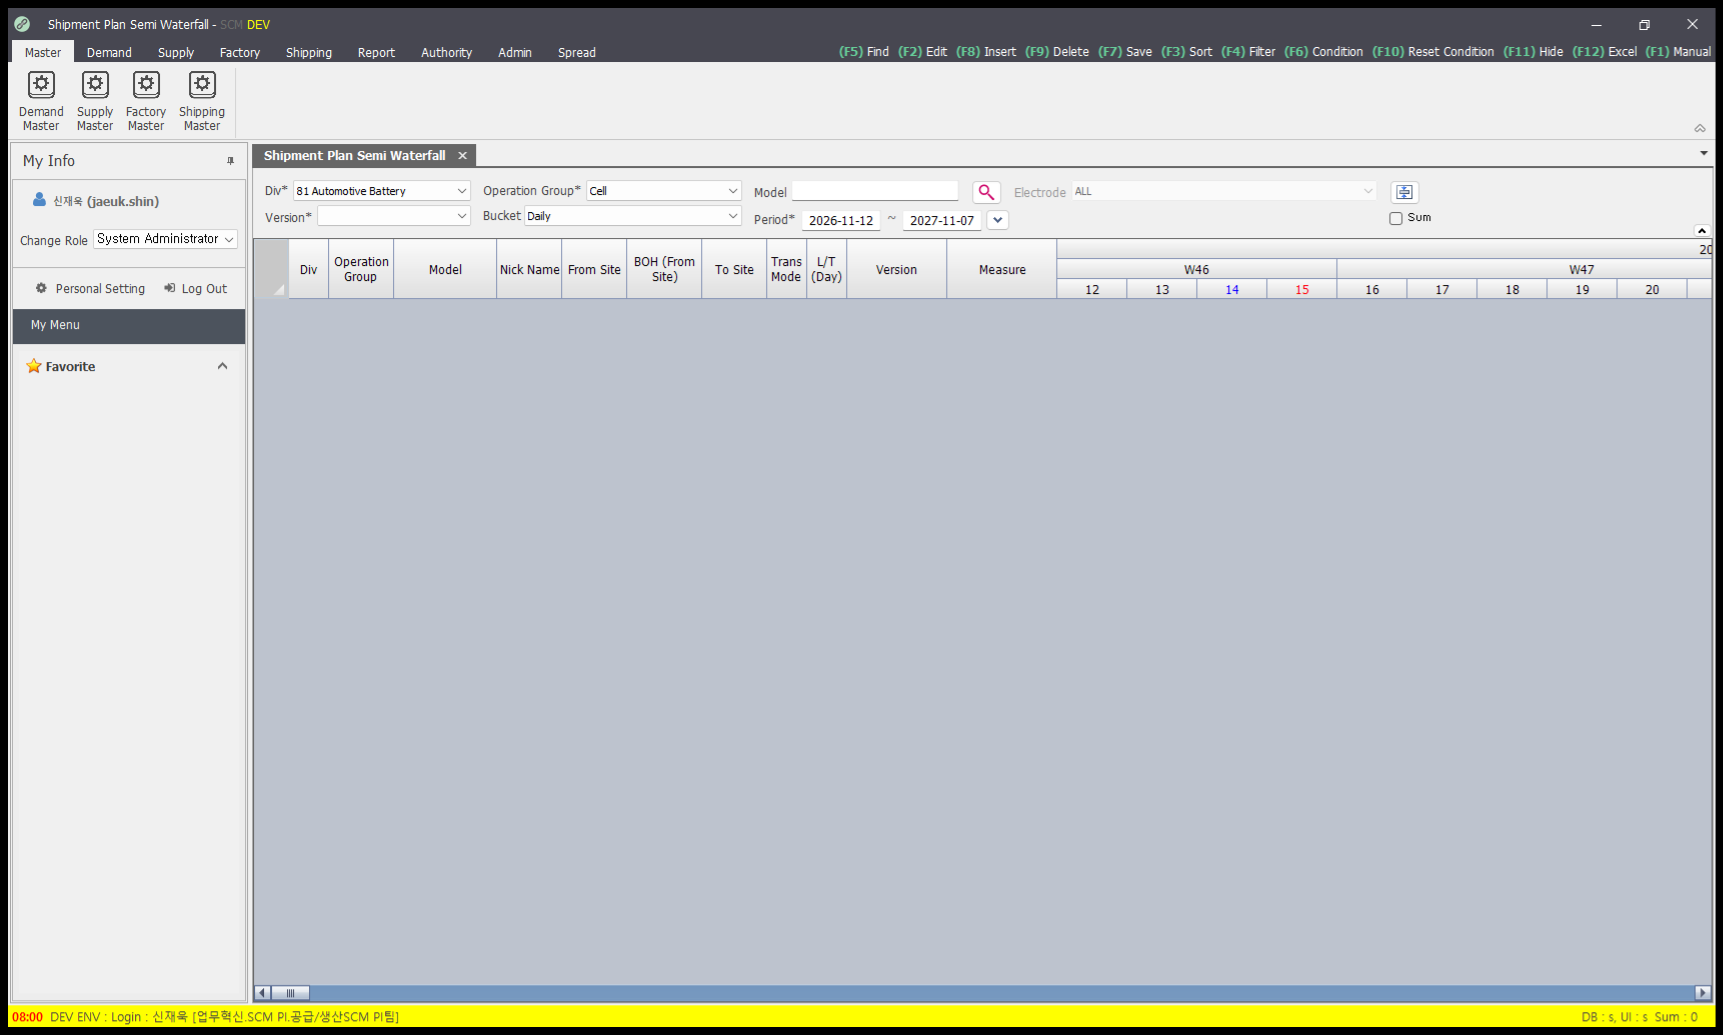 Shipment Plan Semi Waterfall - SCM DEV
Master Demand Supply Factory Shipping Report Authority Admin Spread (F5) Find (F2) Edit (F8) Insert (F9) Delete (F7) Save (F3) Sort (F4) Filter (F6) Condition (F10) Reset Condition (F11) Hide (F12) Excel (F1) Manual
Demand Master Supply Master Factory Master Shipping Master
My Info
신재욱 (jaeuk.shin)
Change Role System Administrator
Personal Setting Log Out
My Menu
Favorite
Shipment Plan Semi Waterfall
Div* 81 Automotive Battery Operation Group* Cell Model Electrode ALL
Version* Bucket Daily Period* 2026-11-12 ~ 2027-11-07 Sum
Div Operation Group Model Nick Name From Site BOH (From Site) To Site Trans Mode L/T (Day) Version Measure
20
W46 W47
12 13 14 15 16 17 18 19 20
08:00 DEV ENV : Login : 신재욱 [업무혁신.SCM PI.공급/생산SCM PI팀] DB : s, UI : s Sum : 0